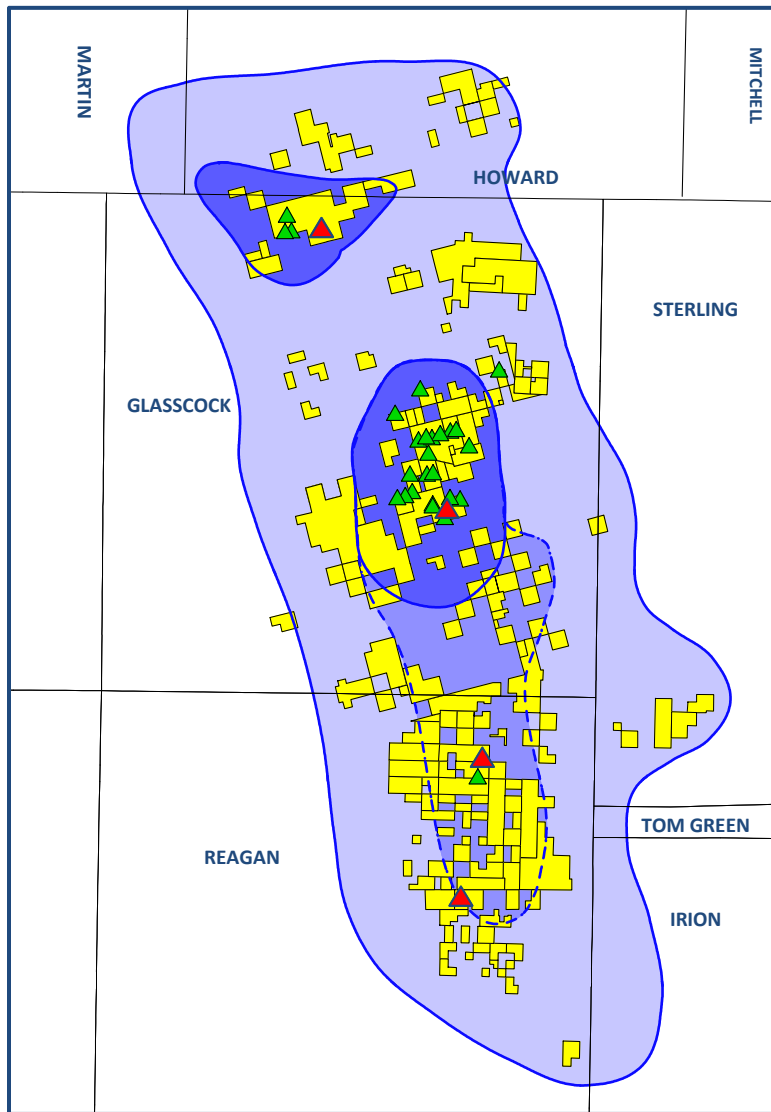 MARTIN
MITCHELL
HOWARD
STERLING
GLASSCOCK
TOM GREEN
REAGAN
IRION